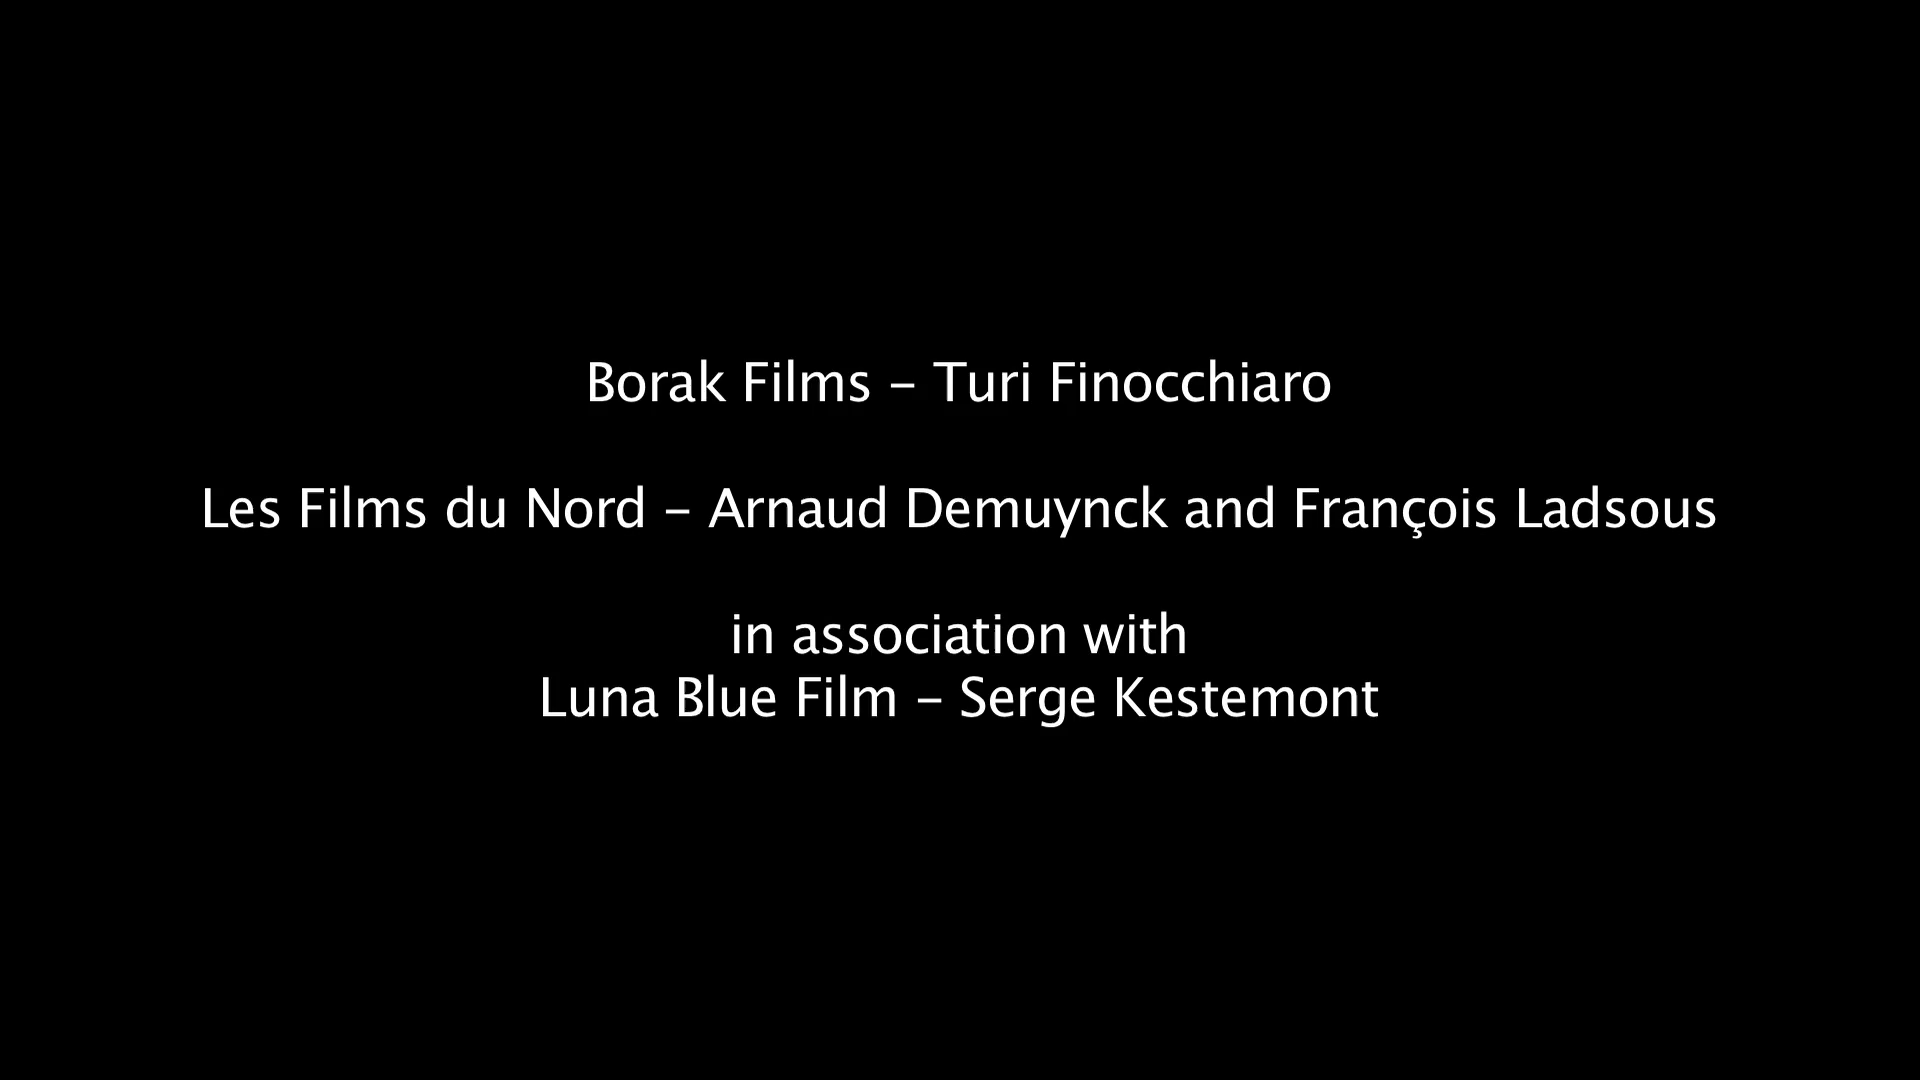 Borak Films - Turi Finocchiaro
Les Films du Nord - Arnaud Demuynck and François Ladsous
in association with
Luna Blue Film - Serge Kestemont